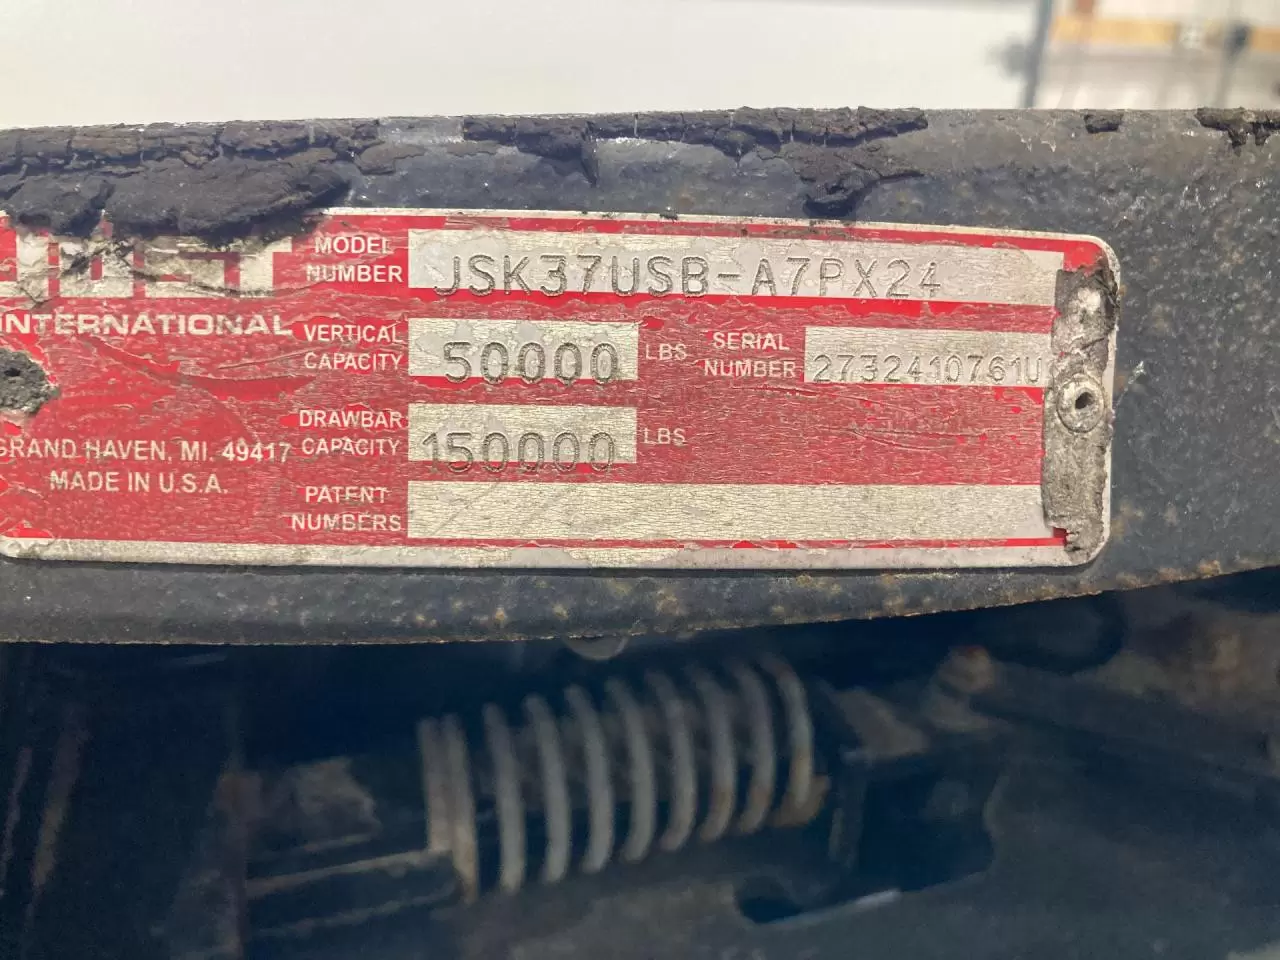 JOST
INTERNATIONAL
MODEL NUMBER JSK37USB-A7PX24
VERTICAL CAPACITY 50000 LBS
SERIAL NUMBER 2732410761U
DRAWBAR CAPACITY 150000 LBS
GRAND HAVEN, MI. 49417
MADE IN U.S.A.
PATENT NUMBERS